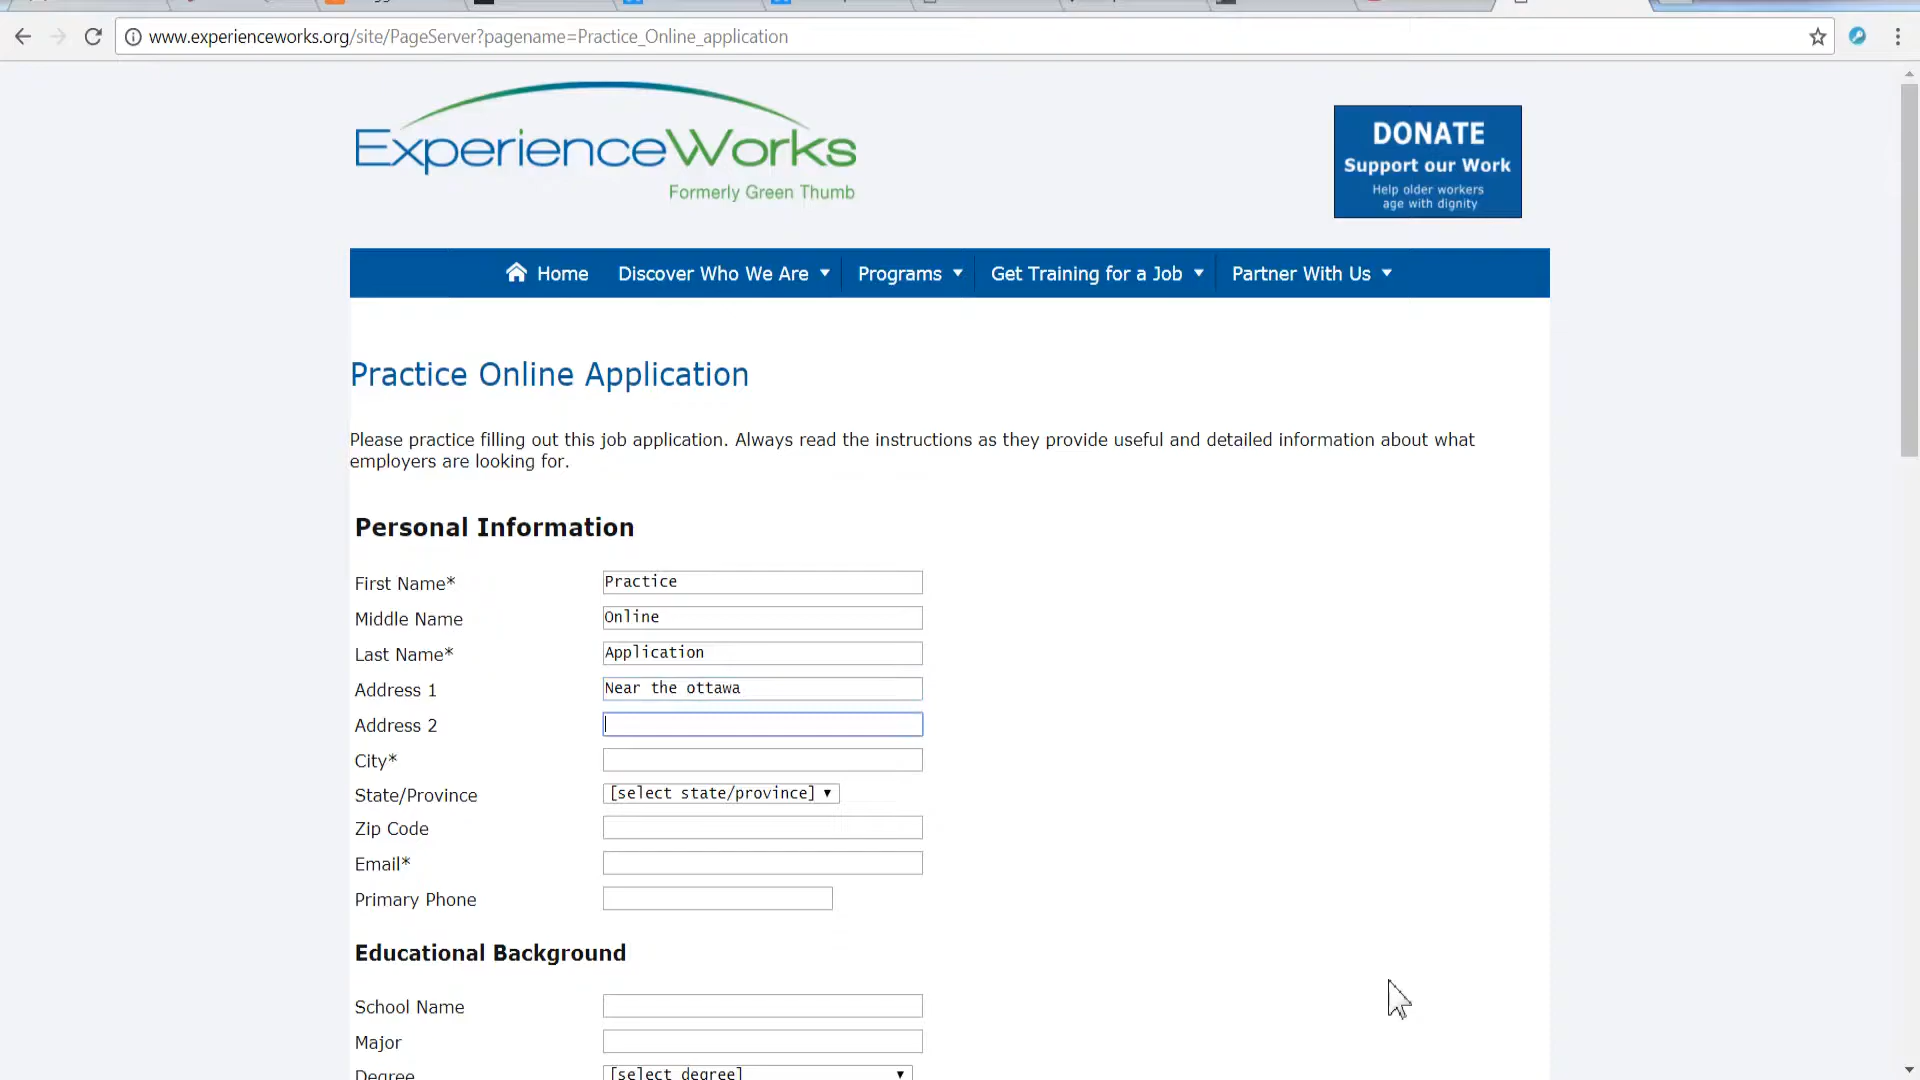 www.experienceworks.org/site/PageServer?pagename=Practice_Online_application
ExperienceWorks
Formerly Green Thumb
DONATE
Support our Work
Help older workers
age with dignity
Home Discover Who We Are Programs Get Training for a Job Partner With Us
Practice Online Application
Please practice filling out this job application. Always read the instructions as they provide useful and detailed information about what
employers are looking for.
Personal Information
First Name* Practice
Middle Name Online
Last Name* Application
Address 1 Near the ottawa
Address 2
City*
State/Province [select state/province]
Zip Code
Email*
Primary Phone
Educational Background
School Name
Major
Degree [select degree]